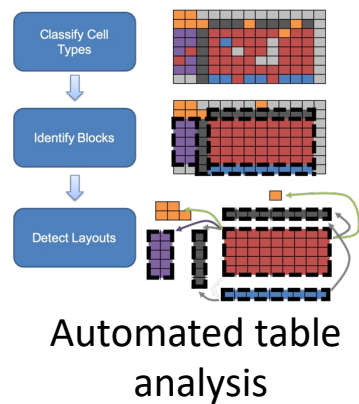 Classify Cell
Types
Identify Blocks
Detect Layouts
Automated table
analysis